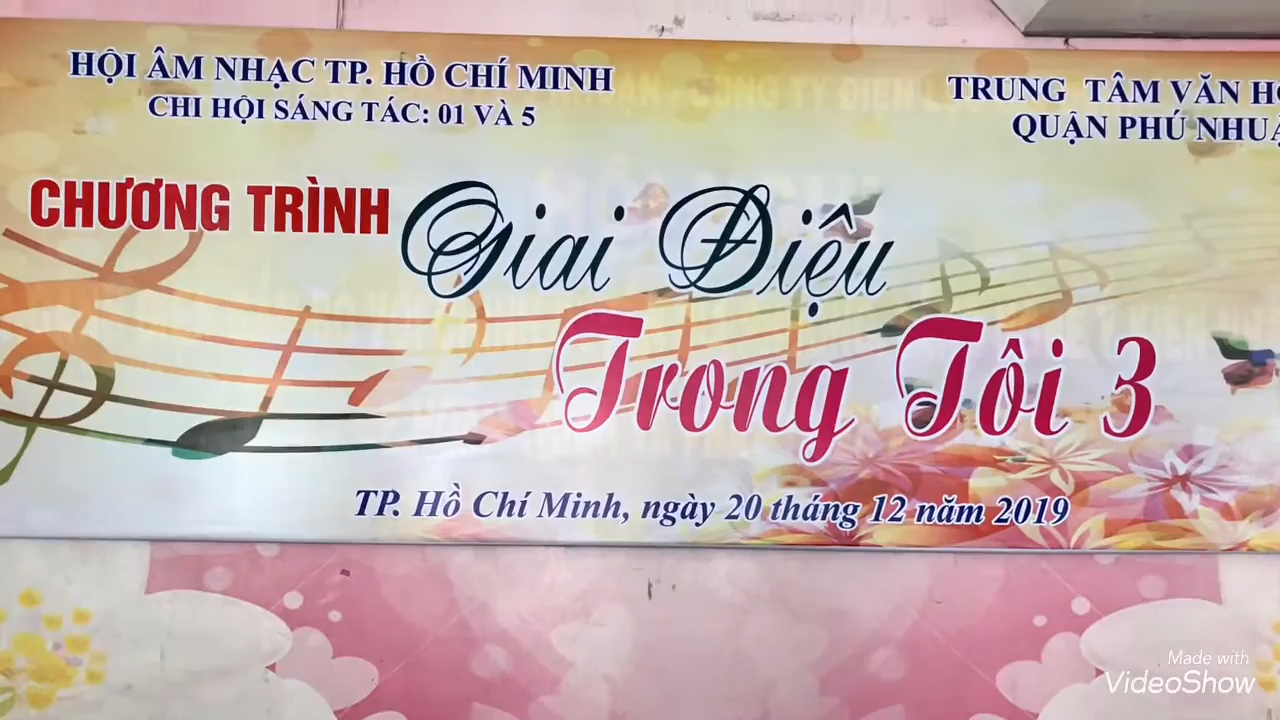 HỘI ÂM NHẠC TP. HỒ CHÍ MINH
CHI HỘI SÁNG TÁC: 01 VÀ 5
TRUNG TÂM VĂN
QUẬN PHÚ
CHƯƠNG TRÌNH
Giai Điệu
Trong Tôi 3
TP. Hồ Chí Minh, ngày 20 tháng 12 năm 2019
Made with
VideoShow